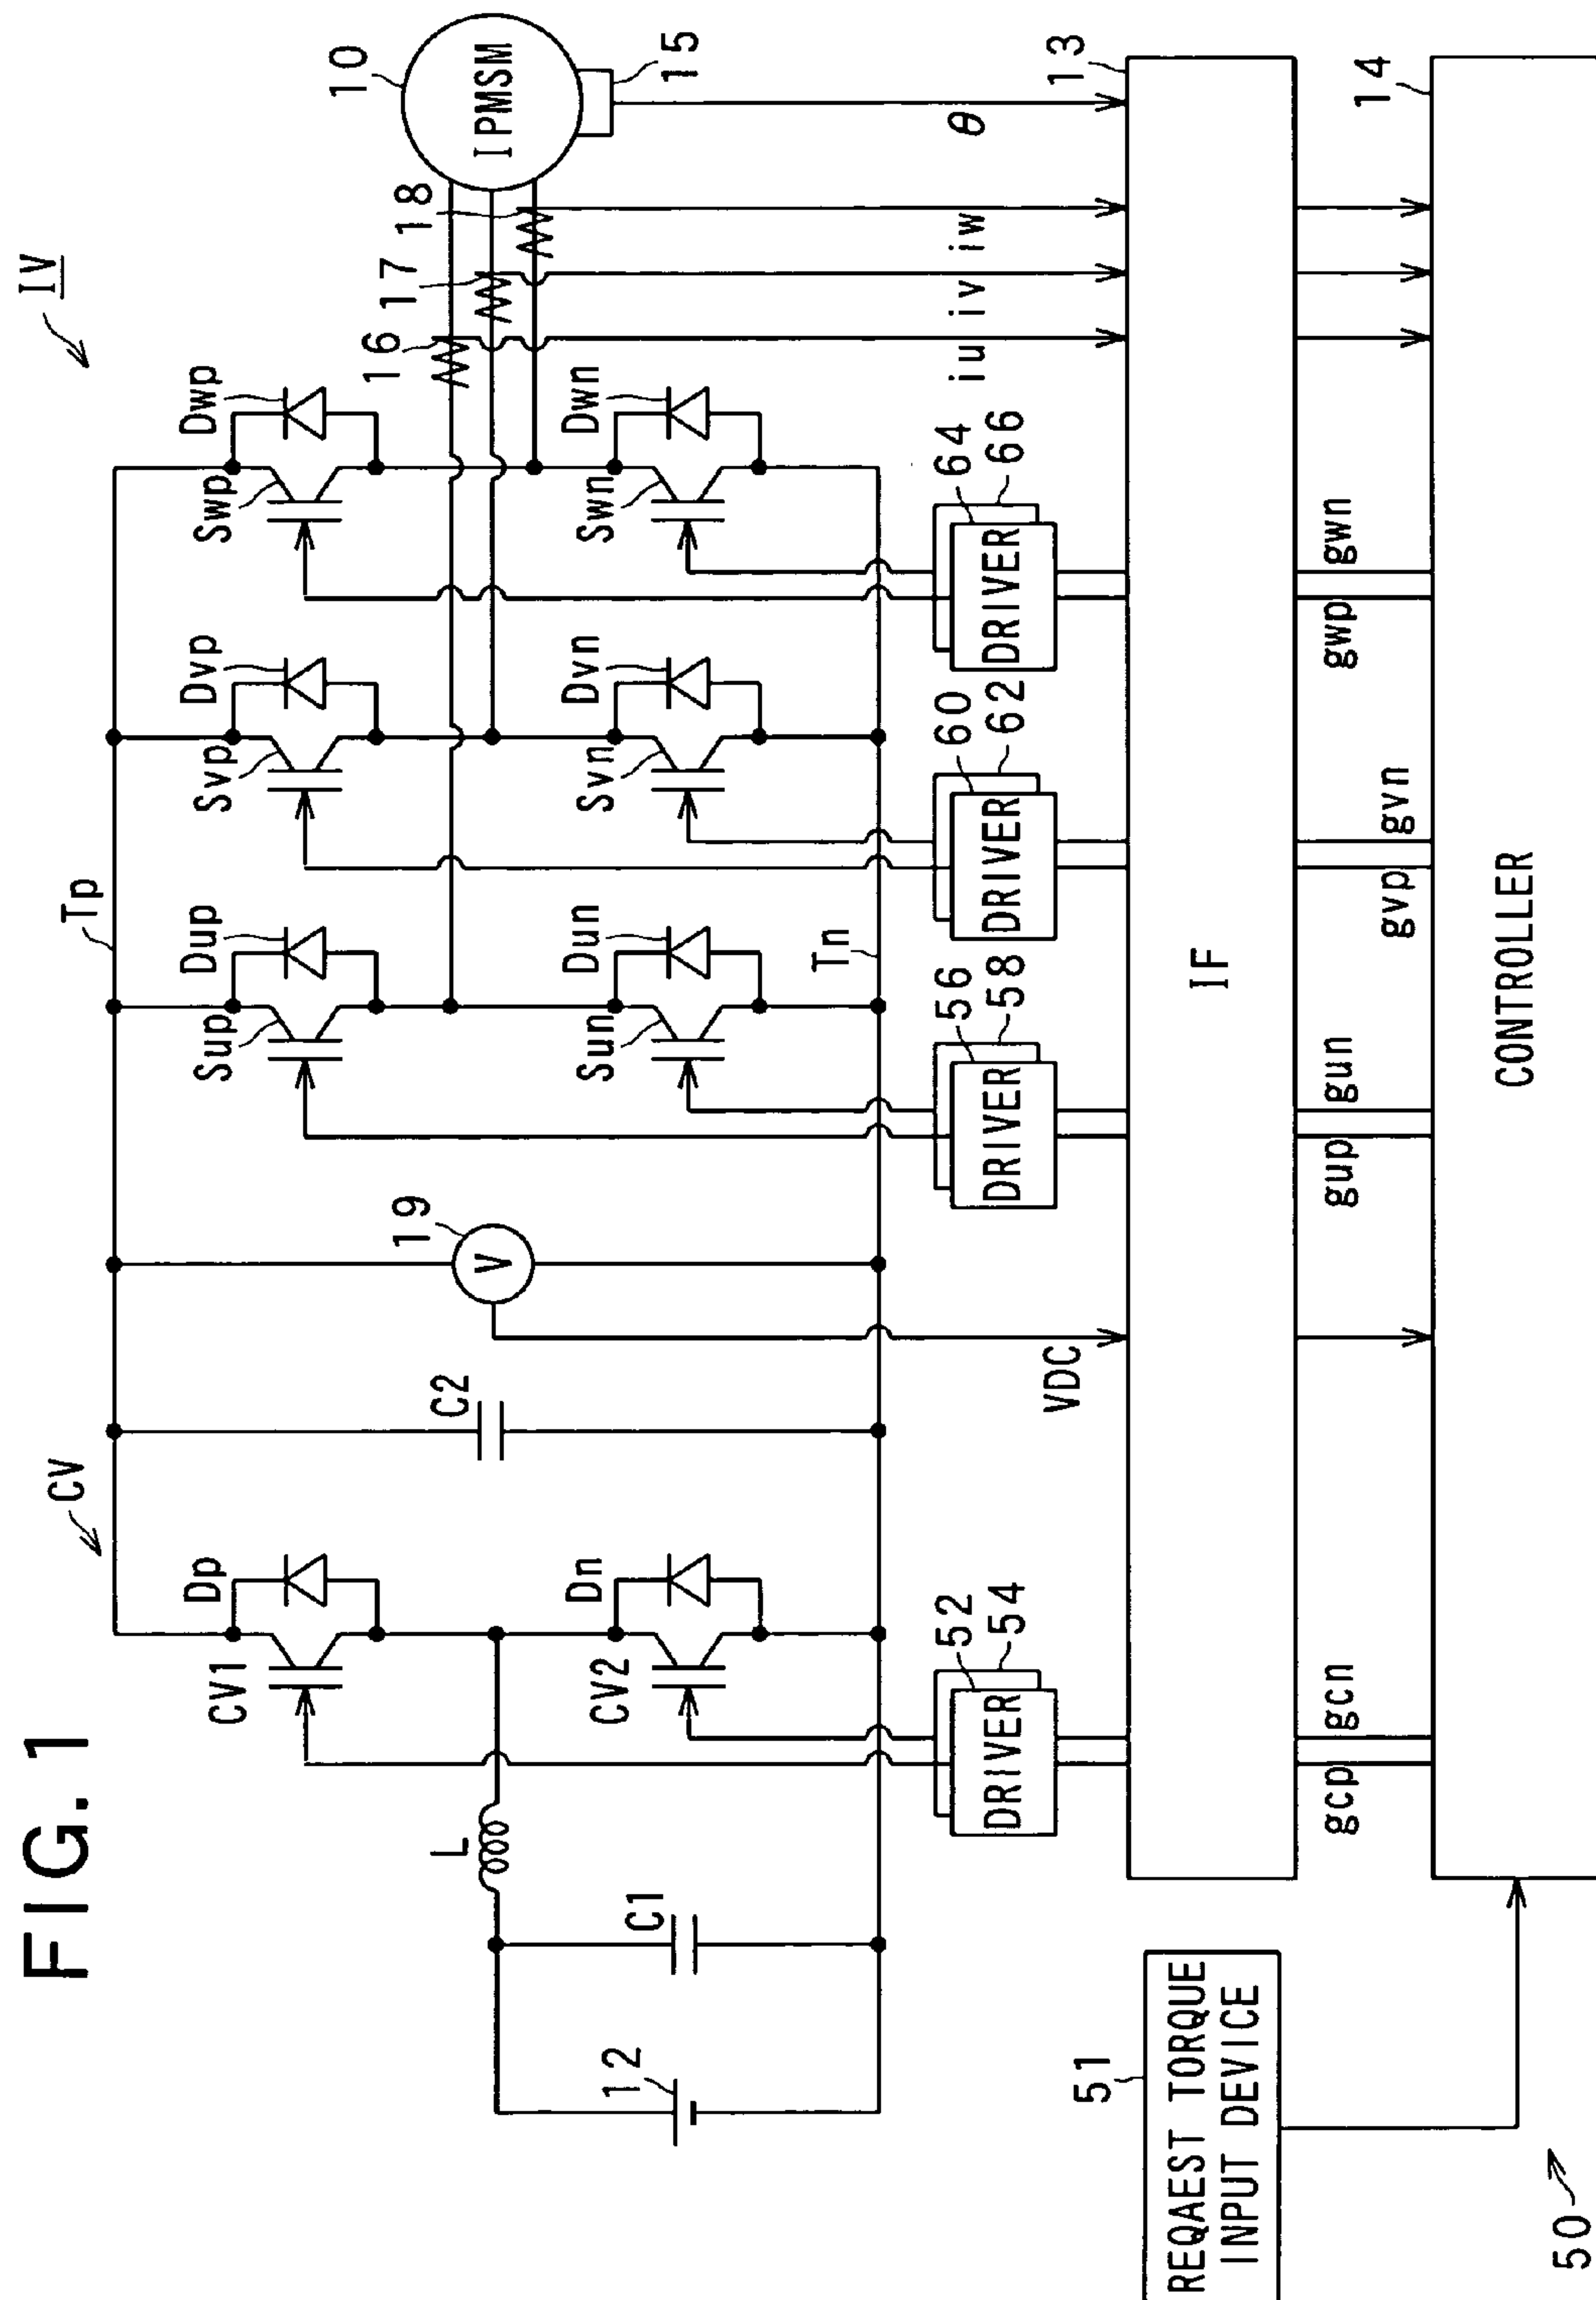 FIG. 1
CV
Tp
IV
Dp
CV1
Dup
Sup
Dvp
Svp
Dwp
Swp
10
IPMSM
15
16
17
18
L
C2
19
V
12
C1
Dn
CV2
Dun
Sun
Dvn
Svn
Dwn
Swn
Tn
52
54
DRIVER
56
58
DRIVER
60
62
DRIVER
64
66
DRIVER
VDC
iu
iv
iw
θ
13
IF
gcp
gcn
gup
gun
gvp
gvn
gwp
gwn
14
CONTROLLER
51
REQAEST TORQUE
INPUT DEVICE
50